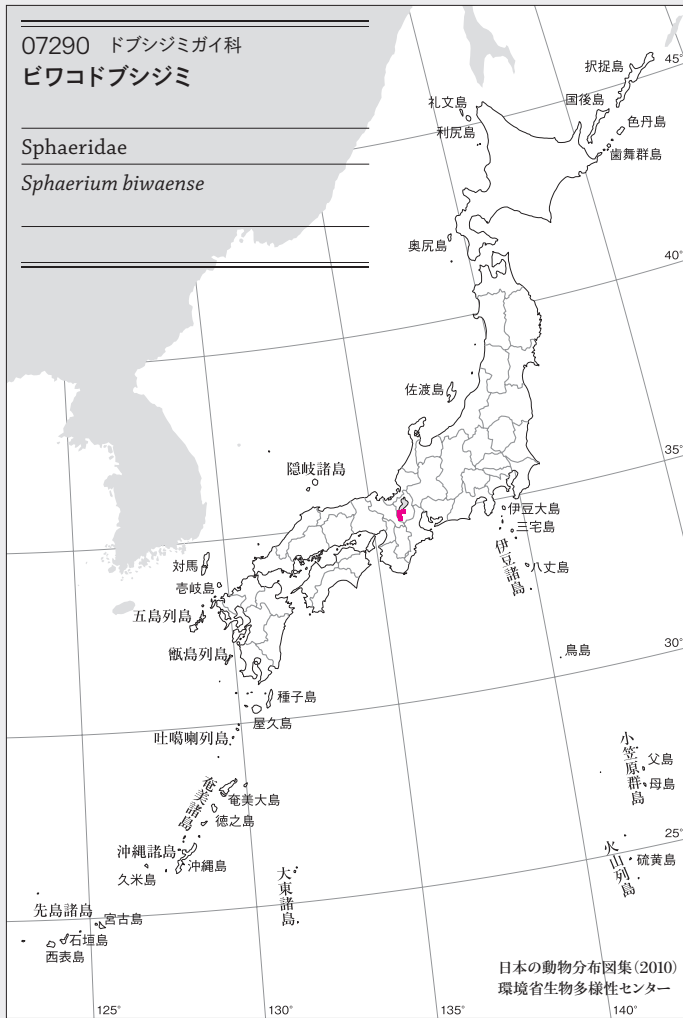 07290 ドブシジミガイ科
ビワコドブシジミ
Sphaeridae
Sphaerium biwaense
45°
択捉島
国後島
礼文島
色丹島
利尻島
歯舞群島
奥尻島
40°
佐渡島
35°
隠岐諸島
伊豆大島
三宅島
伊豆諸島
八丈島
対馬
壱岐島
五島列島
甑島列島
鳥島
30°
種子島
屋久島
吐噶喇列島
小笠原群島
父島
母島
奄美諸島
奄美大島
徳之島
25°
沖縄諸島
沖縄島
久米島
火山列島
硫黄島
大東諸島
先島諸島
宮古島
石垣島
西表島
日本の動物分布図集(2010)
環境省生物多様性センター
125°
130°
135°
140°